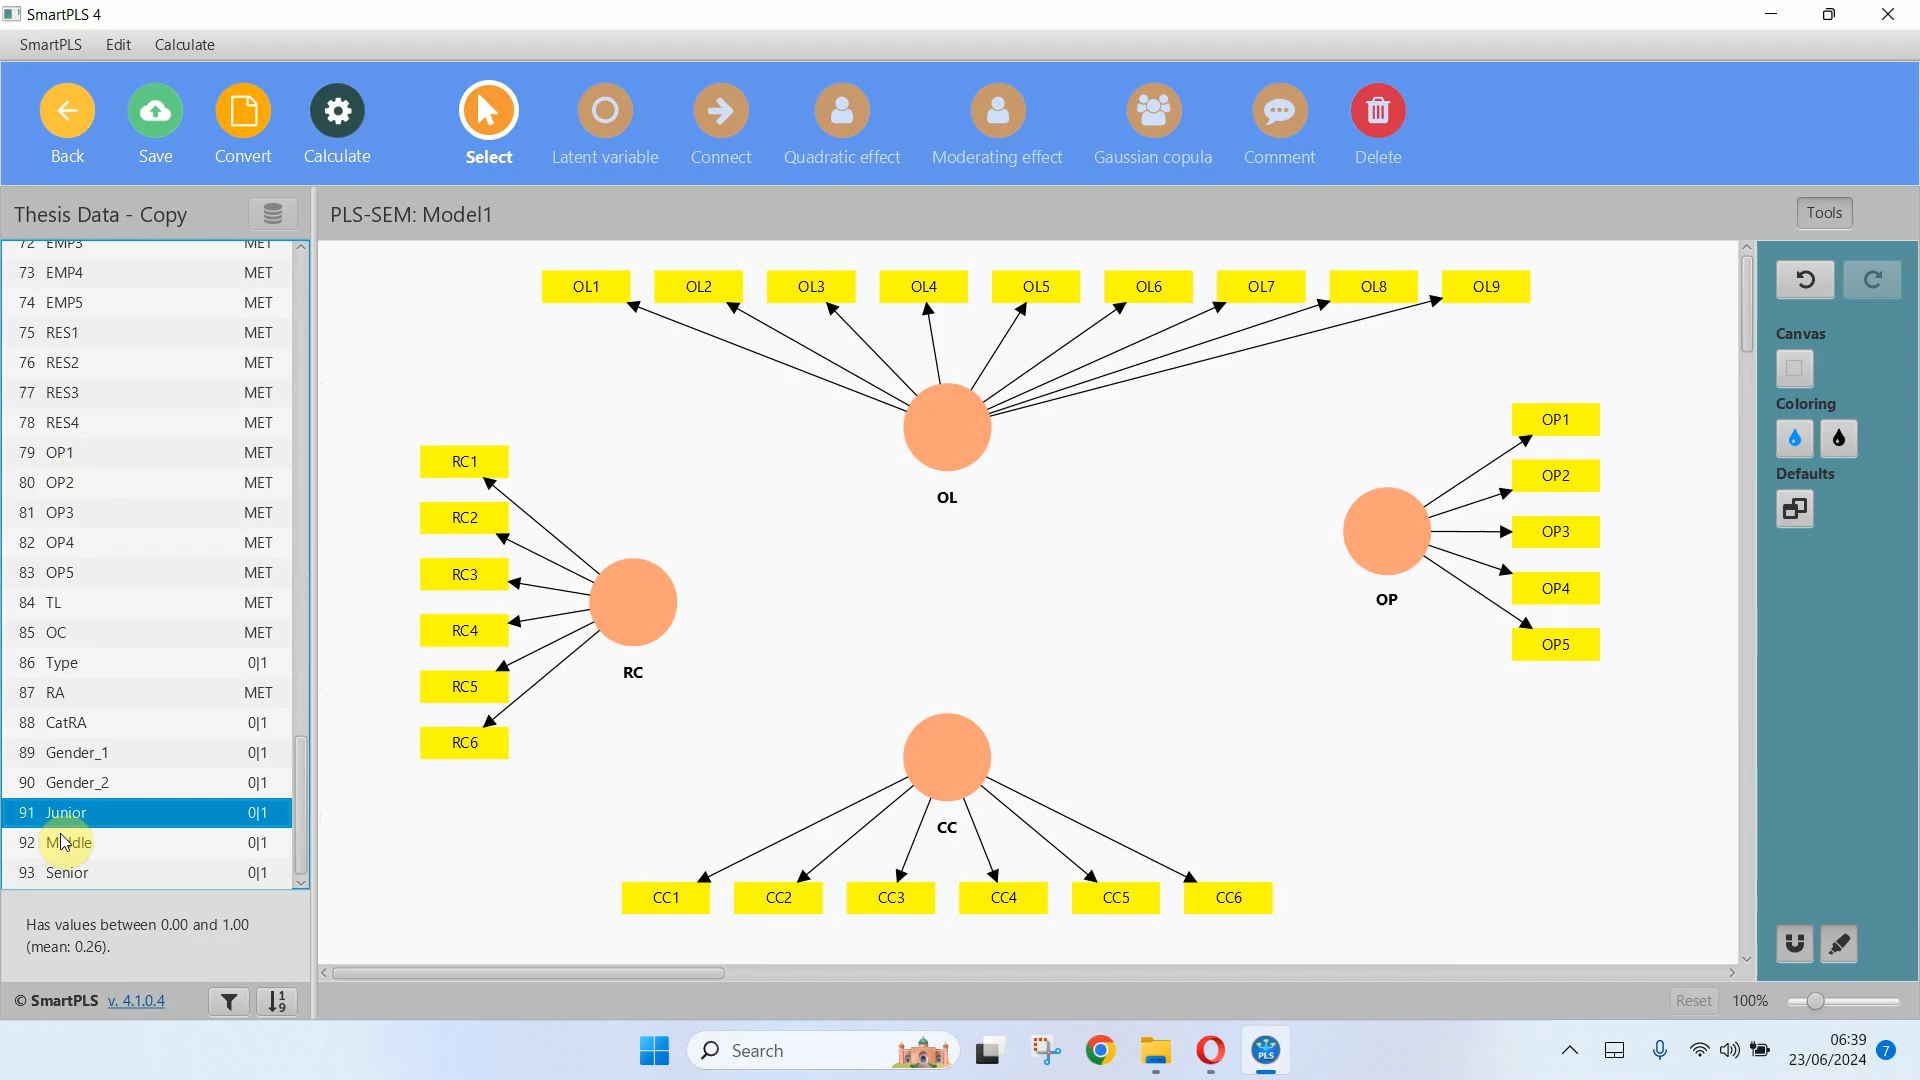 SmartPLS 4
SmartPLS Edit Calculate
Back Save Convert Calculate Select Latent variable Connect Quadratic effect Moderating effect Gaussian copula Comment Delete
Thesis Data - Copy
PLS-SEM: Model1
Tools
72 EMP3 MET
73 EMP4 MET
74 EMP5 MET
75 RES1 MET
76 RES2 MET
77 RES3 MET
78 RES4 MET
79 OP1 MET
80 OP2 MET
81 OP3 MET
82 OP4 MET
83 OP5 MET
84 TL MET
85 OC MET
86 Type 0|1
87 RA MET
88 CatRA 0|1
89 Gender_1 0|1
90 Gender_2 0|1
91 Junior 0|1
92 Middle 0|1
93 Senior 0|1
Has values between 0.00 and 1.00
(mean: 0.26).
© SmartPLS v. 4.1.0.4
OL1 OL2 OL3 OL4 OL5 OL6 OL7 OL8 OL9
OL
RC1
RC2
RC3
RC4
RC5
RC6
RC
OP1
OP2
OP3
OP4
OP5
OP
CC
CC1 CC2 CC3 CC4 CC5 CC6
Canvas
Coloring
Defaults
Reset 100%
Search
PLS
06:39
23/06/2024
7